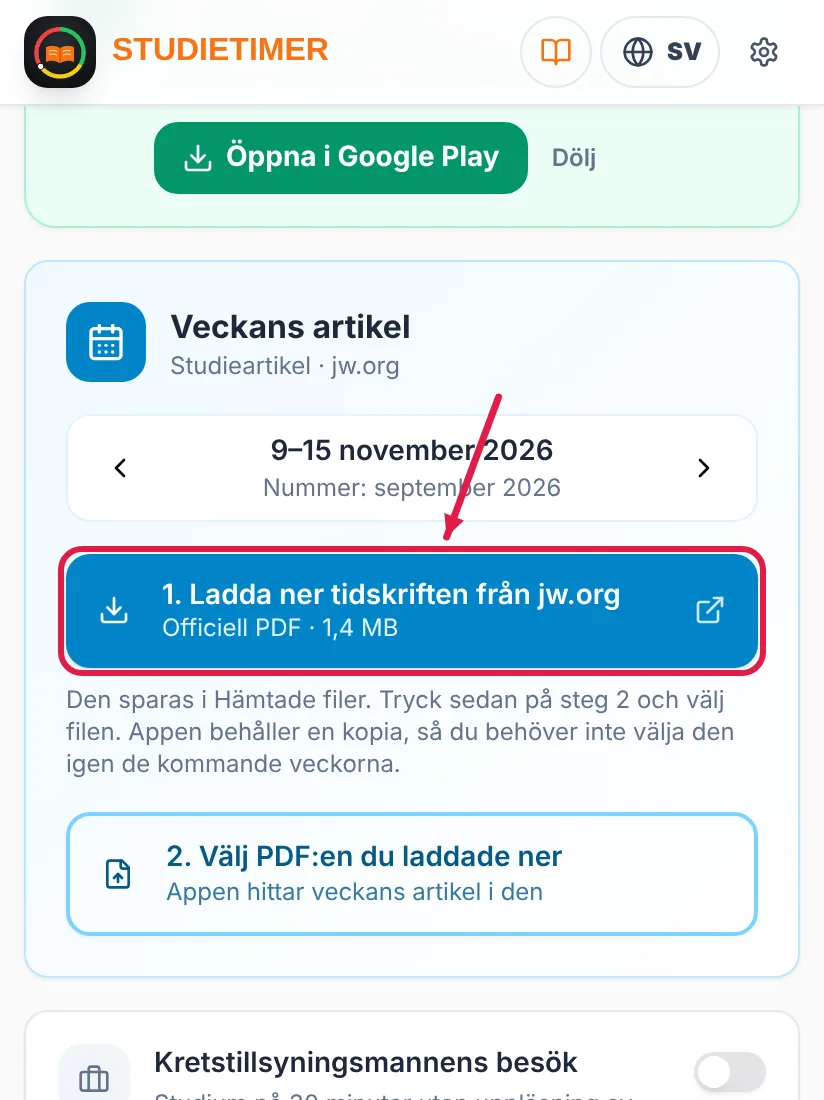 STUDIETIMER
SV
Öppna i Google Play
Dölj
Veckans artikel
Studieartikel · jw.org
9–15 november 2026
Nummer: september 2026
1. Ladda ner tidskriften från jw.org
Officiell PDF · 1,4 MB
Den sparas i Hämtade filer. Tryck sedan på steg 2 och välj
filen. Appen behåller en kopia, så du behöver inte välja den
igen de kommande veckorna.
2. Välj PDF:en du laddade ner
Appen hittar veckans artikel i den
Kretstillsyningsmannens besök